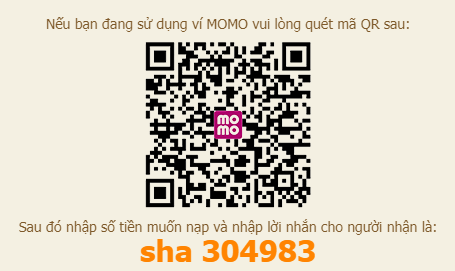 Nếu bạn đang sử dụng ví MOMO vui lòng quét mã QR sau:
mo
mo
Sau đó nhập số tiền muốn nạp và nhập lời nhắn cho người nhận là:
sha 304983